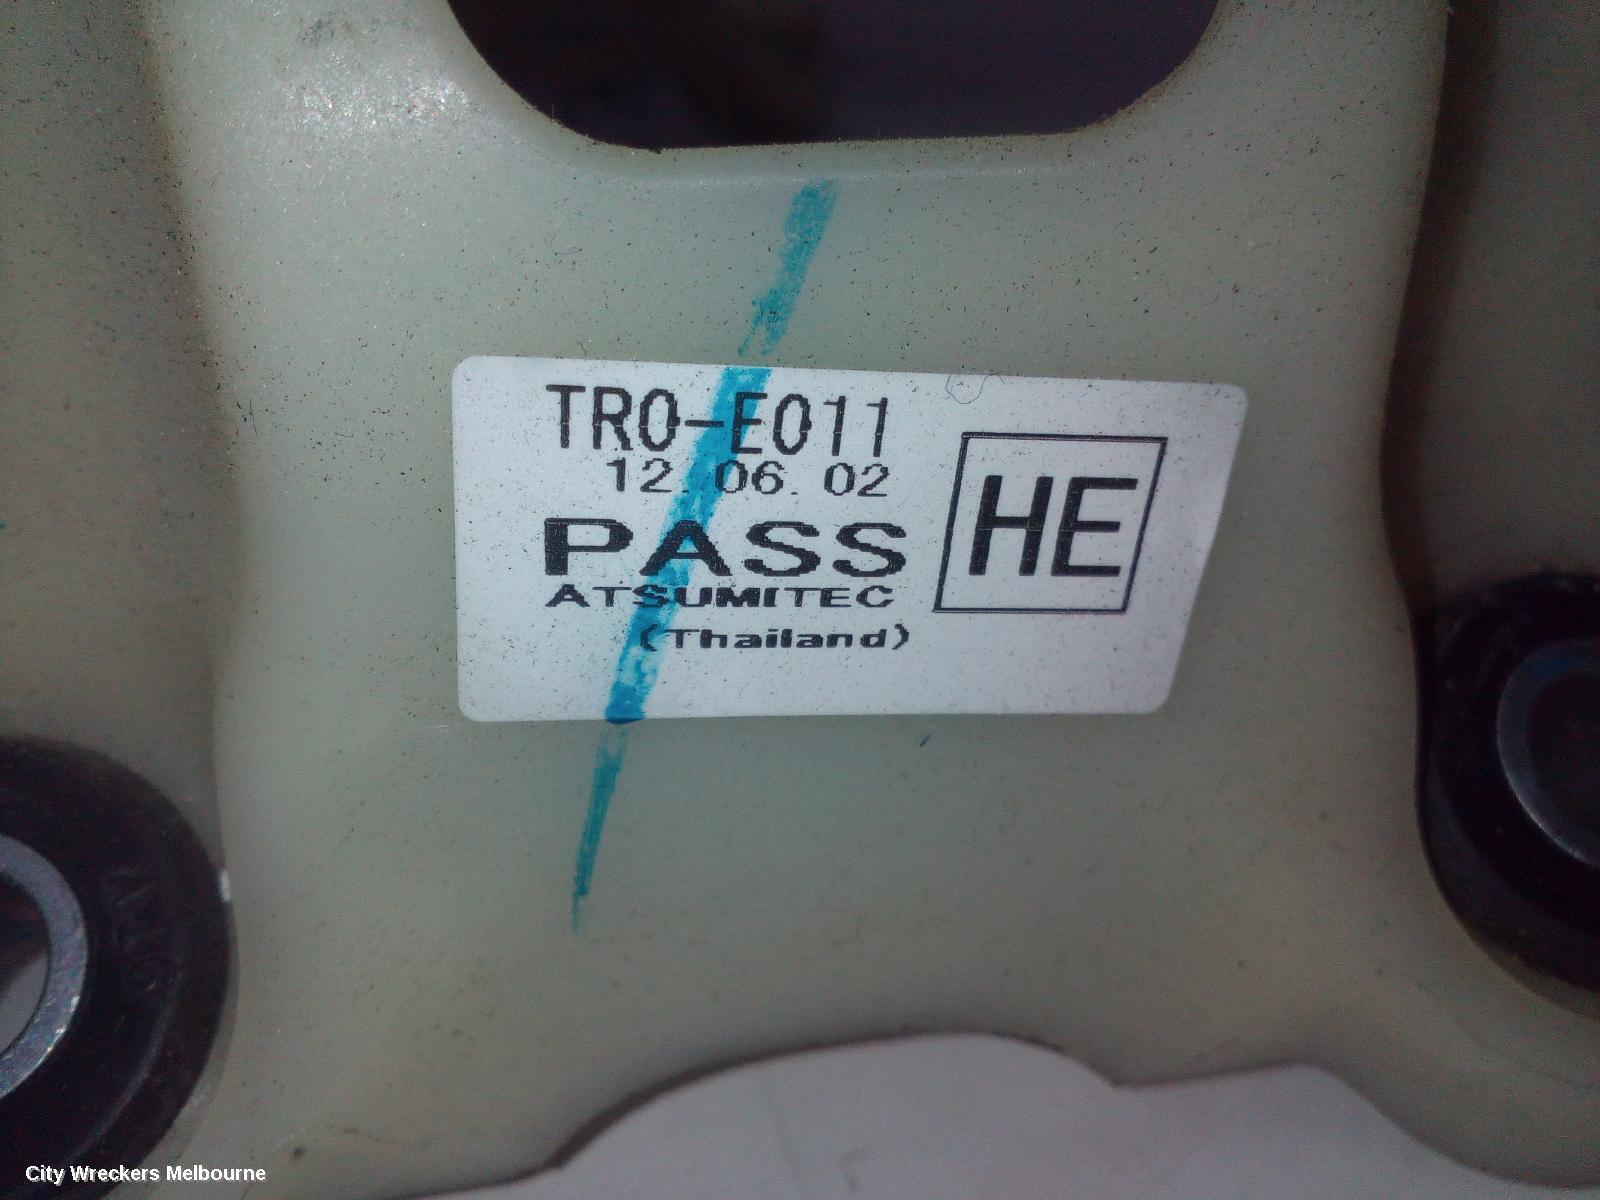 TR0-E011
12. 06. 02
PASS
ATSUMITEC
(Thailand)
HE
City Wreckers Melbourne